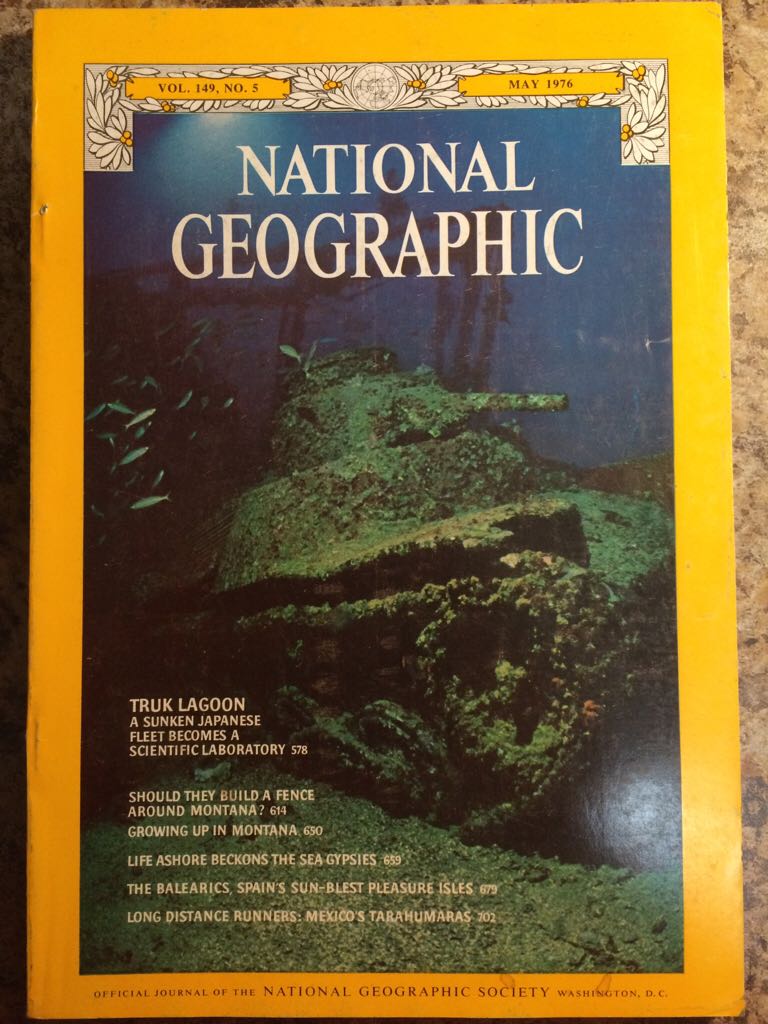 VOL. 149, NO. 5
MAY 1976
NATIONAL
GEOGRAPHIC
TRUK LAGOON
A SUNKEN JAPANESE
FLEET BECOMES A
SCIENTIFIC LABORATORY 578
SHOULD THEY BUILD A FENCE
AROUND MONTANA? 614
GROWING UP IN MONTANA 650
LIFE ASHORE BECKONS THE SEA GYPSIES 659
THE BALEARICS, SPAIN'S SUN-BLEST PLEASURE ISLES 679
LONG DISTANCE RUNNERS: MEXICO'S TARAHUMARAS 702
OFFICIAL JOURNAL OF THE NATIONAL GEOGRAPHIC SOCIETY WASHINGTON, D.C.